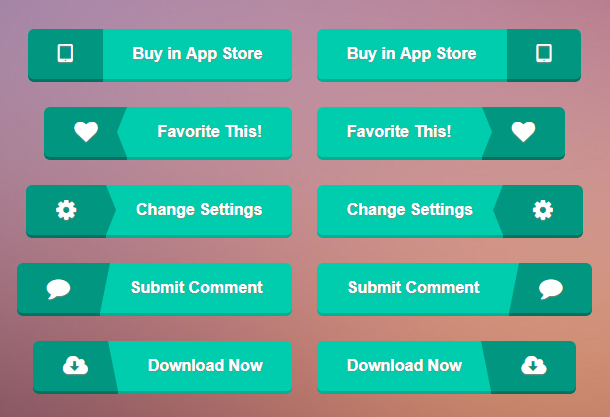 Buy in App Store Buy in App Store
Favorite This! Favorite This!
Change Settings Change Settings
Submit Comment Submit Comment
Download Now Download Now